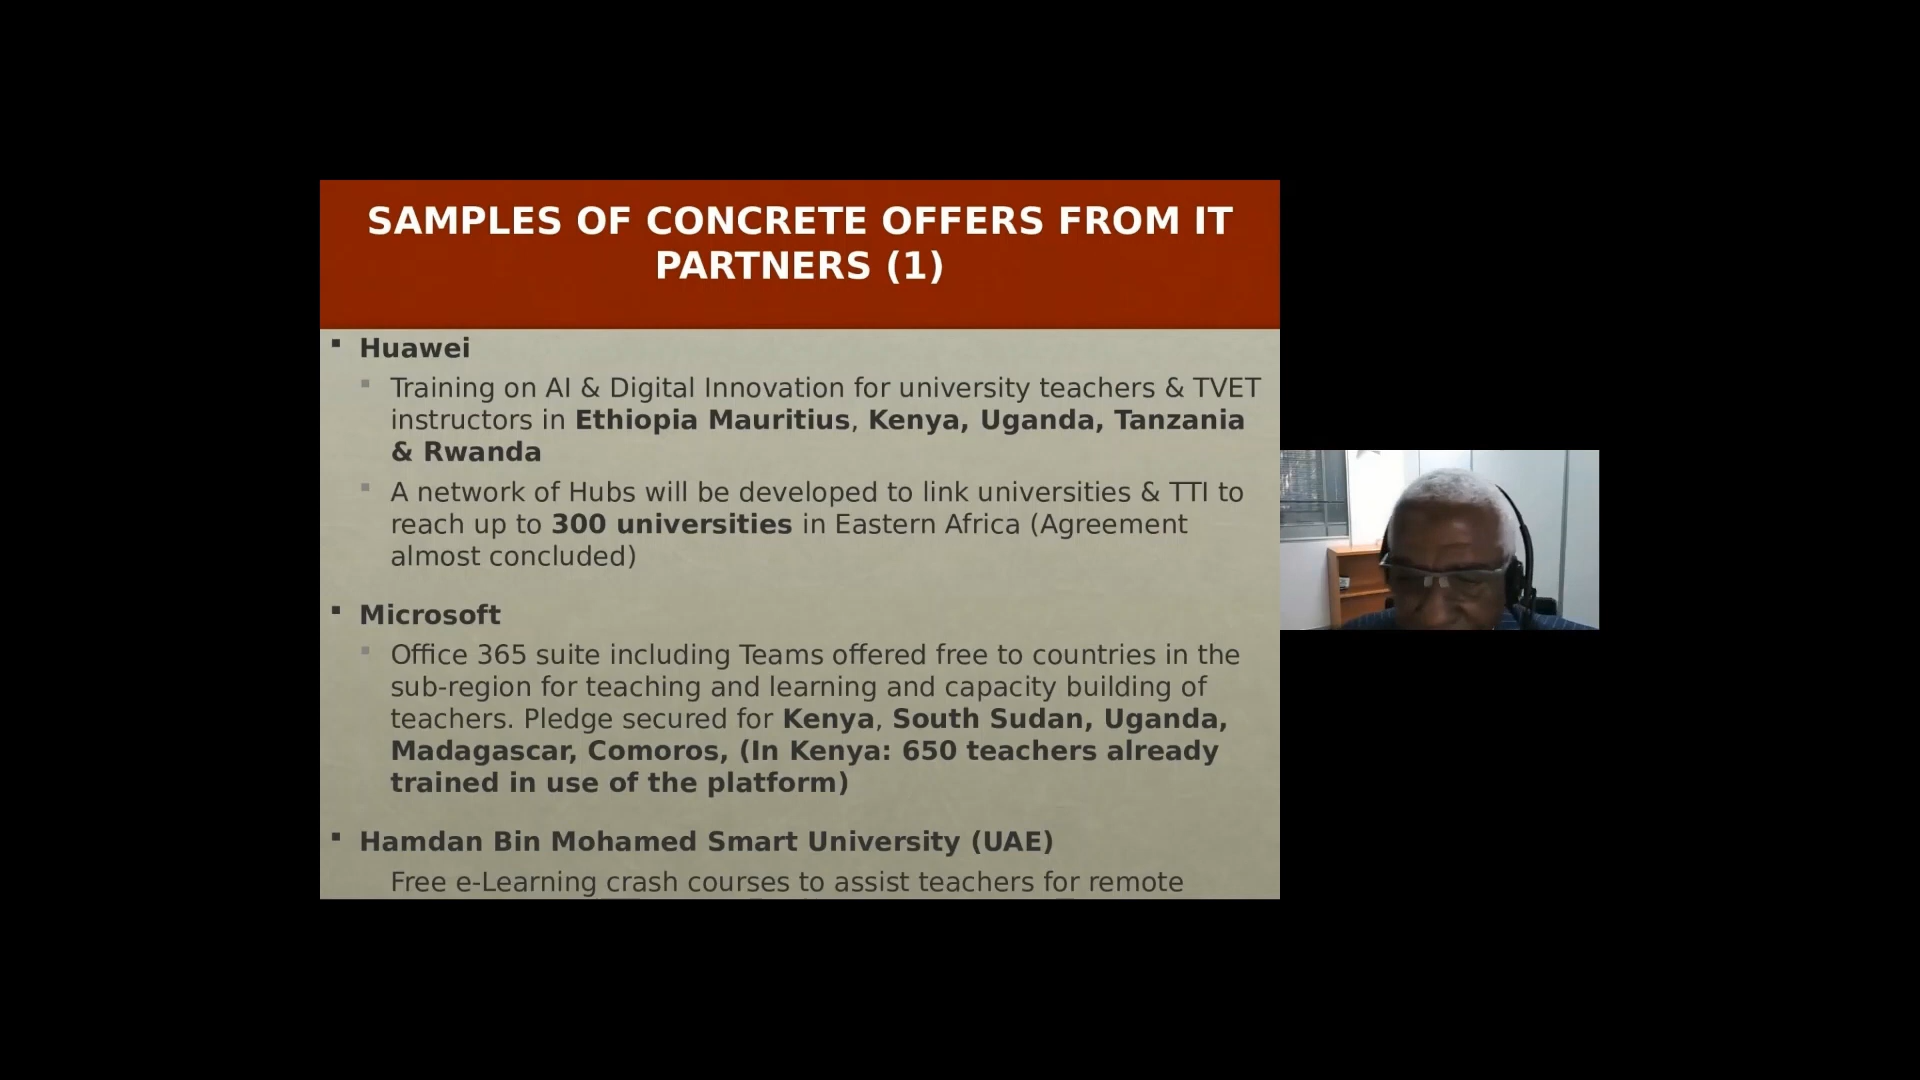 SAMPLES OF CONCRETE OFFERS FROM IT
PARTNERS (1)
Huawei
Training on AI & Digital Innovation for university teachers & TVET
instructors in Ethiopia Mauritius, Kenya, Uganda, Tanzania
& Rwanda
A network of Hubs will be developed to link universities & TTI to
reach up to 300 universities in Eastern Africa (Agreement
almost concluded)
Microsoft
Office 365 suite including Teams offered free to countries in the
sub-region for teaching and learning and capacity building of
teachers. Pledge secured for Kenya, South Sudan, Uganda,
Madagascar, Comoros, (In Kenya: 650 teachers already
trained in use of the platform)
Hamdan Bin Mohamed Smart University (UAE)
Free e-Learning crash courses to assist teachers for remote